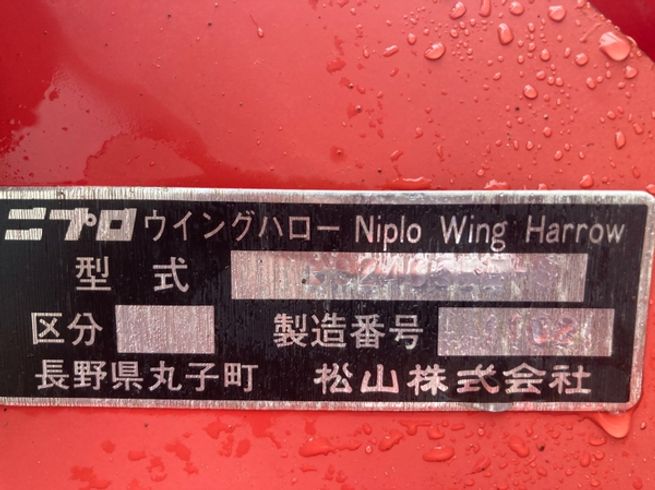 ニプロ ウイングハロー Niplo Wing Harrow
型式
区分 製造番号
長野県丸子町 松山株式会社